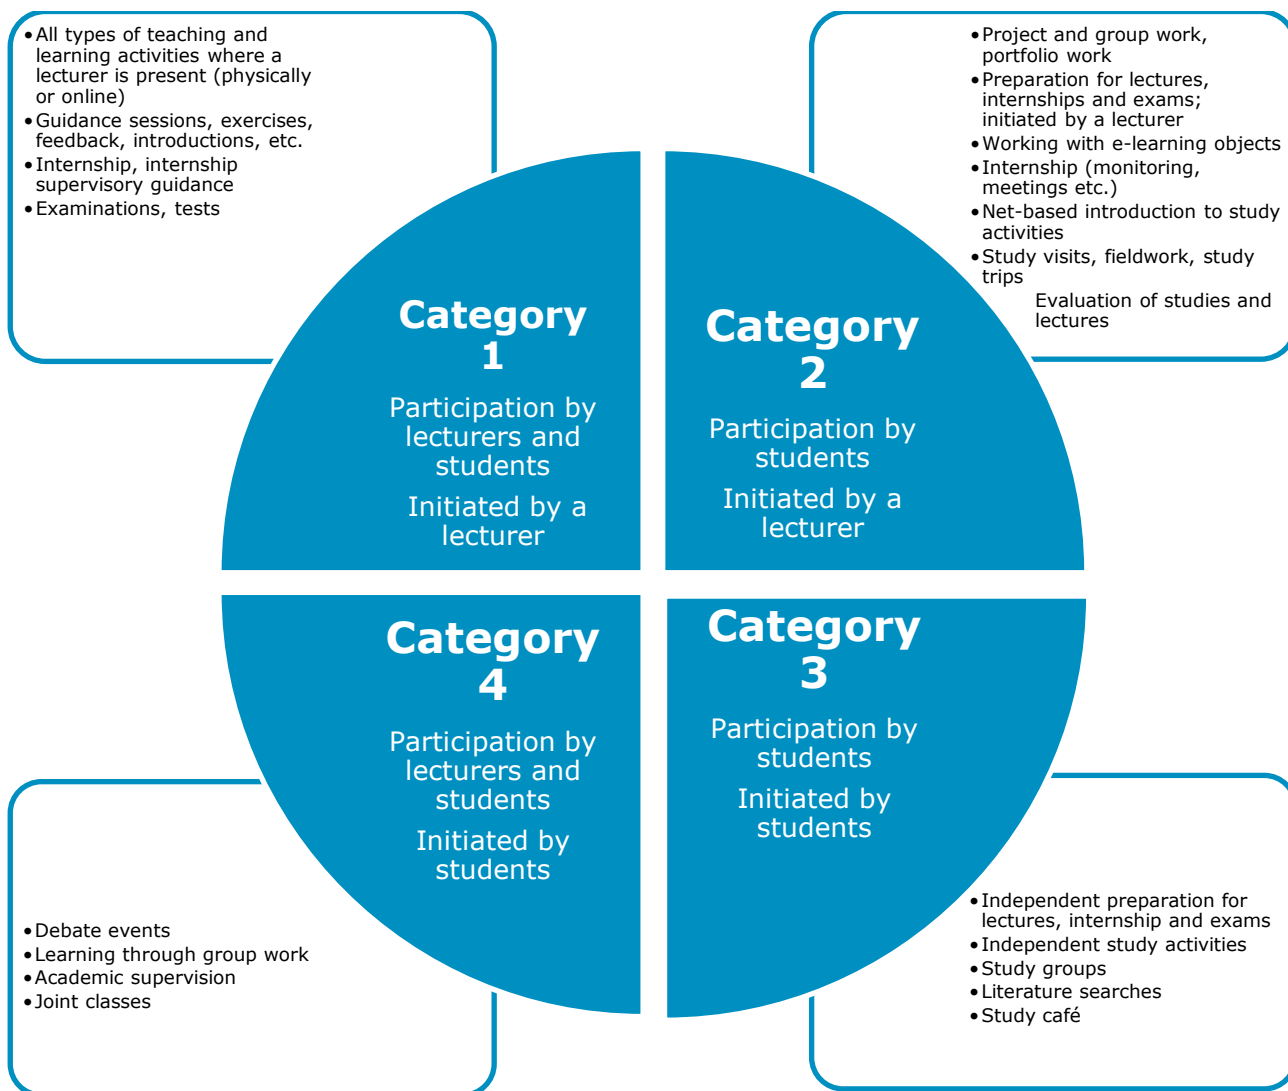 •All types of teaching and
learning activities where a
lecturer is present (physically
or online)
•Guidance sessions, exercises,
feedback, introductions, etc.
•Internship, internship
supervisory guidance
•Examinations, tests
•Project and group work,
portfolio work
•Preparation for lectures,
internships and exams;
initiated by a lecturer
•Working with e-learning objects
•Internship (monitoring,
meetings etc.)
•Net-based introduction to study
activities
•Study visits, fieldwork, study
trips
Evaluation of studies and
lectures
Category
1
Participation by
lecturers and
students
Initiated by a
lecturer
Category
2
Participation by
students
Initiated by a
lecturer
Category
4
Participation by
lecturers and
students
Initiated by
students
Category
3
Participation by
students
Initiated by
students
•Debate events
•Learning through group work
•Academic supervision
•Joint classes
•Independent preparation for
lectures, internship and exams
•Independent study activities
•Study groups
•Literature searches
•Study café